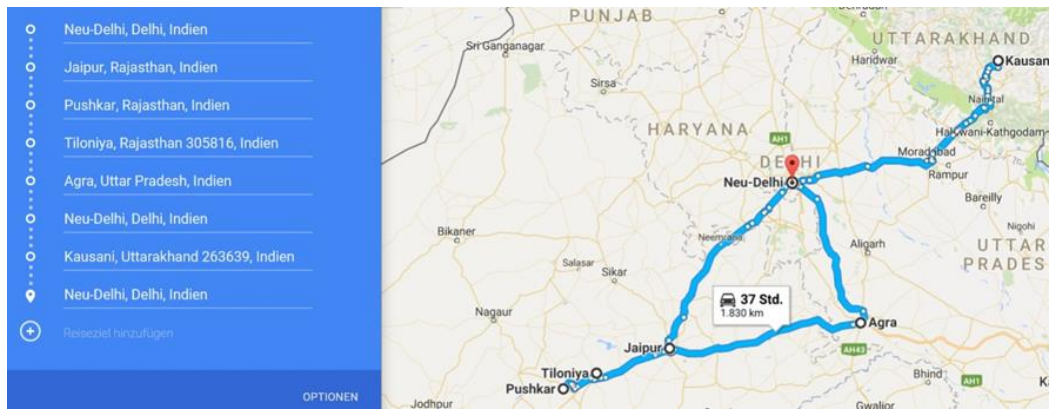 Neu-Delhi, Delhi, Indien
Jaipur, Rajasthan, Indien
Pushkar, Rajasthan, Indien
Tiloniya, Rajasthan 305816, Indien
Agra, Uttar Pradesh, Indien
Neu-Delhi, Delhi, Indien
Kausani, Uttarakhand 263639, Indien
Neu-Delhi, Delhi, Indien
Reiseziel hinzufügen
OPTIONEN
PUNJAB
Dehradun
UTTARAKHAND
Sri Ganganagar
Haridwar
Kausani
Sirsa
Nainital
HARYANA
AH1
Haldwani-Kathgodam
DELHI
Moradabad
Rampur
Neu-Delhi
Bareilly
Bikaner
Neemrana
Aligarh
Nigohi
UTTAR
PRADES
Salasar
Sikar
37 Std.
1.830 km
Nagaur
Agra
Jaipur
AH43
Tiloniya
Pushkar
Bhind
AH1
Jodhpur
Gwalior